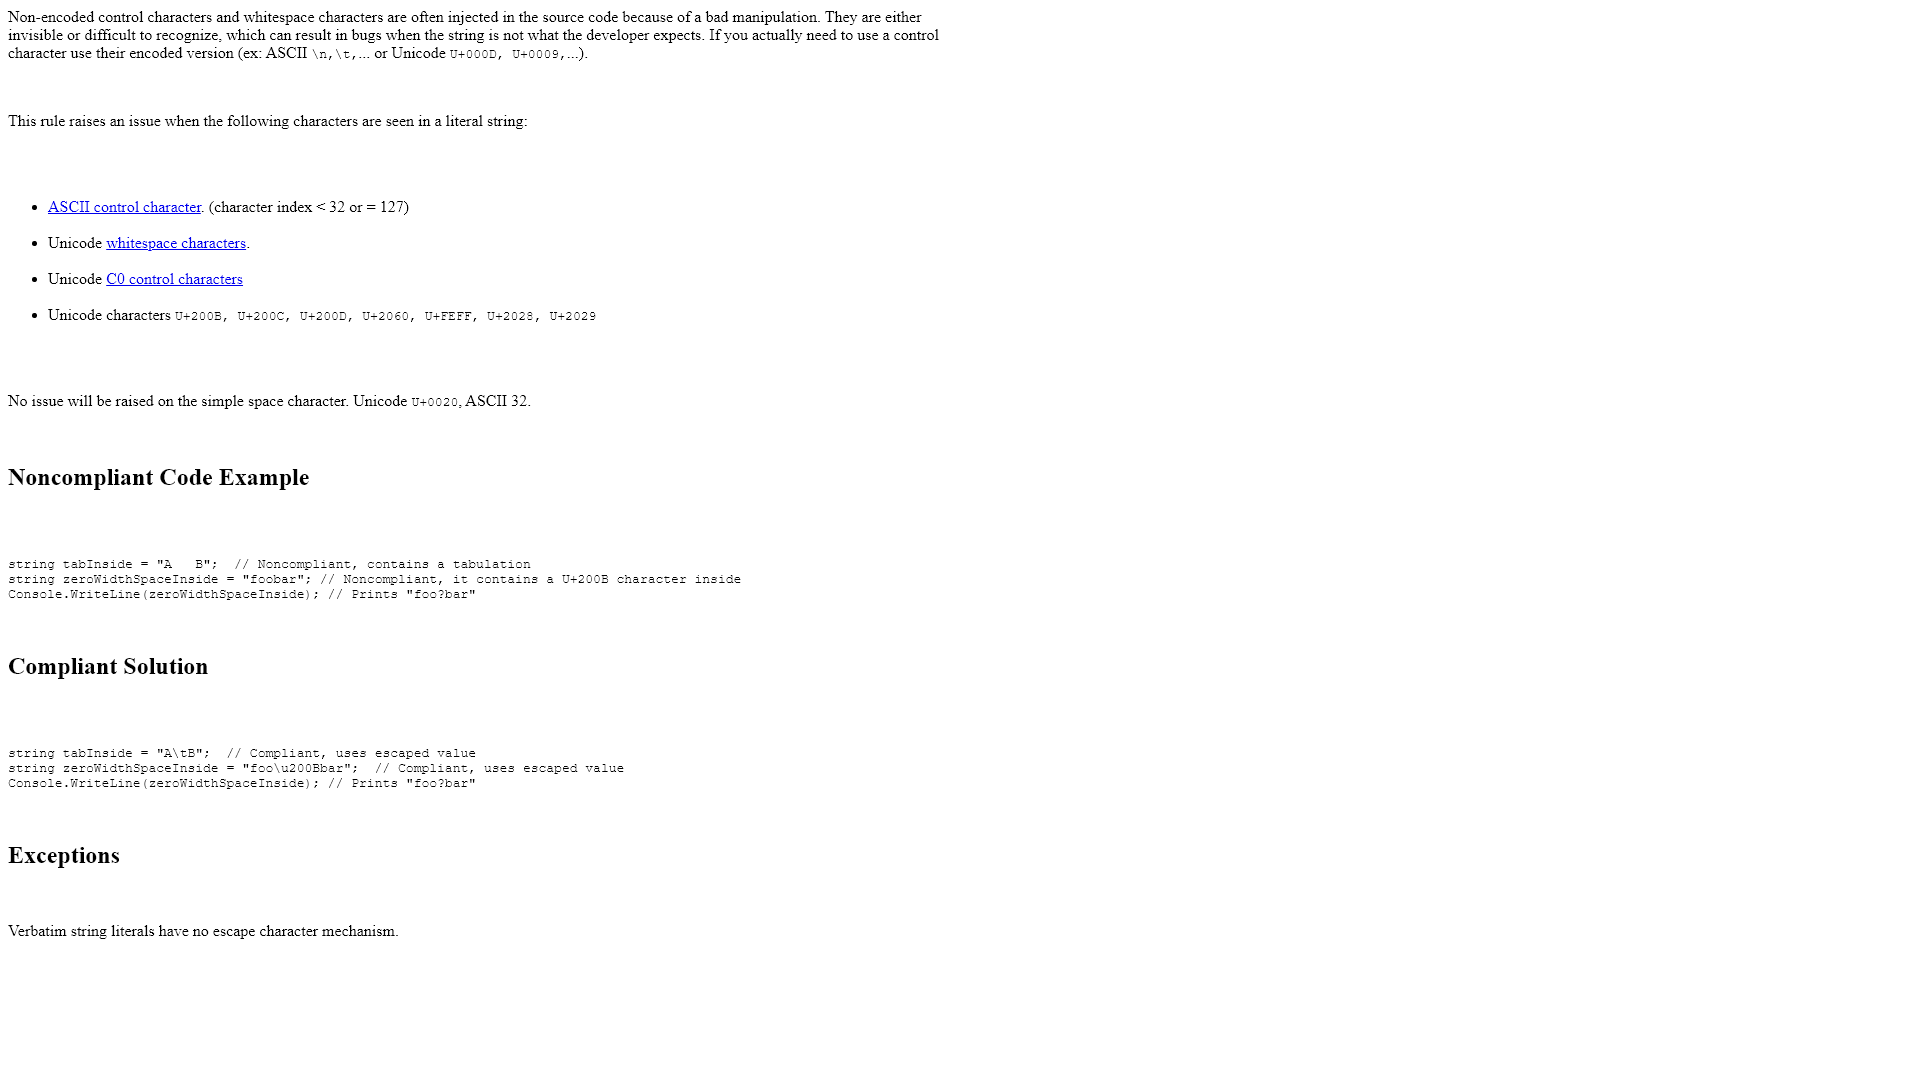 Non-encoded control characters and whitespace characters are often injected in the source code because of a bad manipulation. They are either
invisible or difficult to recognize, which can result in bugs when the string is not what the developer expects. If you actually need to use a control
character use their encoded version (ex: ASCII \n,\t,... or Unicode U+000D, U+0009,...).
This rule raises an issue when the following characters are seen in a literal string:
• ASCII control character. (character index < 32 or = 127)
• Unicode whitespace characters.
• Unicode C0 control characters
• Unicode characters U+200B, U+200C, U+200D, U+2060, U+FEFF, U+2028, U+2029
No issue will be raised on the simple space character. Unicode U+0020, ASCII 32.
Noncompliant Code Example
string tabInside = "A   B";  // Noncompliant, contains a tabulation
string zeroWidthSpaceInside = "foobar"; // Noncompliant, it contains a U+200B character inside
Console.WriteLine(zeroWidthSpaceInside); // Prints "foo?bar"
Compliant Solution
string tabInside = "A\tB";  // Compliant, uses escaped value
string zeroWidthSpaceInside = "foo\u200Bbar";  // Compliant, uses escaped value
Console.WriteLine(zeroWidthSpaceInside); // Prints "foo?bar"
Exceptions
Verbatim string literals have no escape character mechanism.